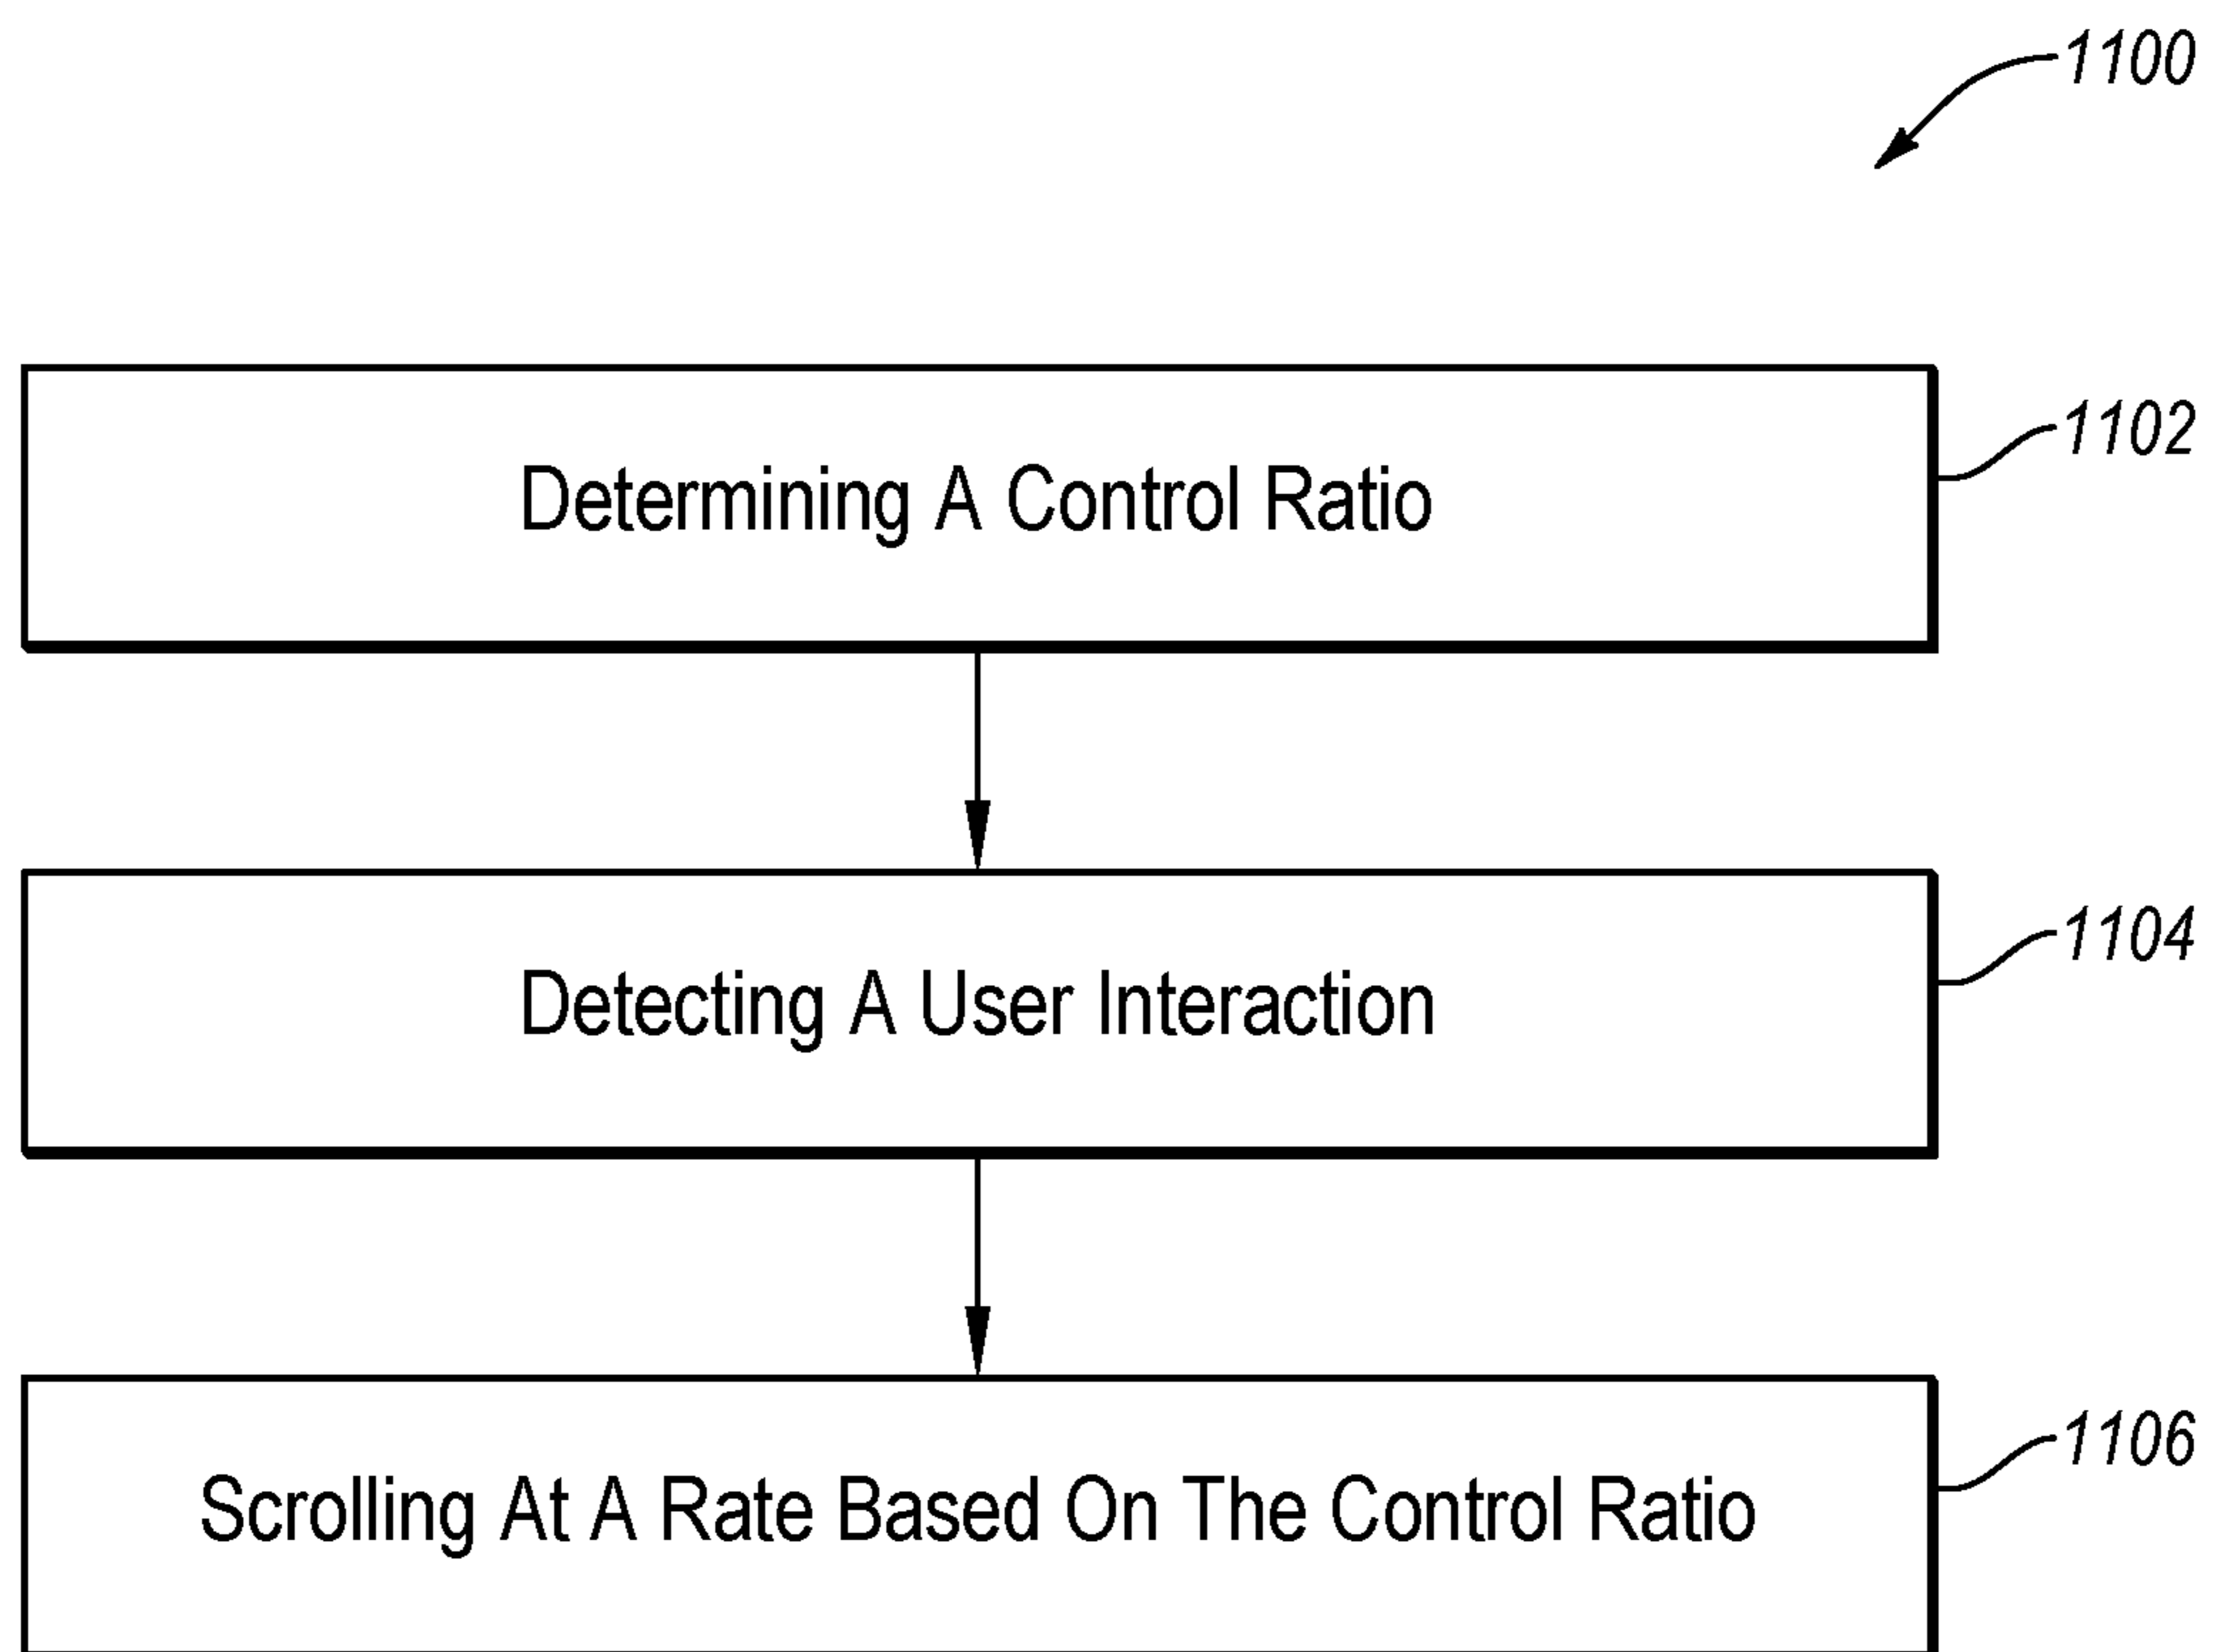 1100
Determining A Control Ratio
1102
Detecting A User Interaction
1104
Scrolling At A Rate Based On The Control Ratio
1106